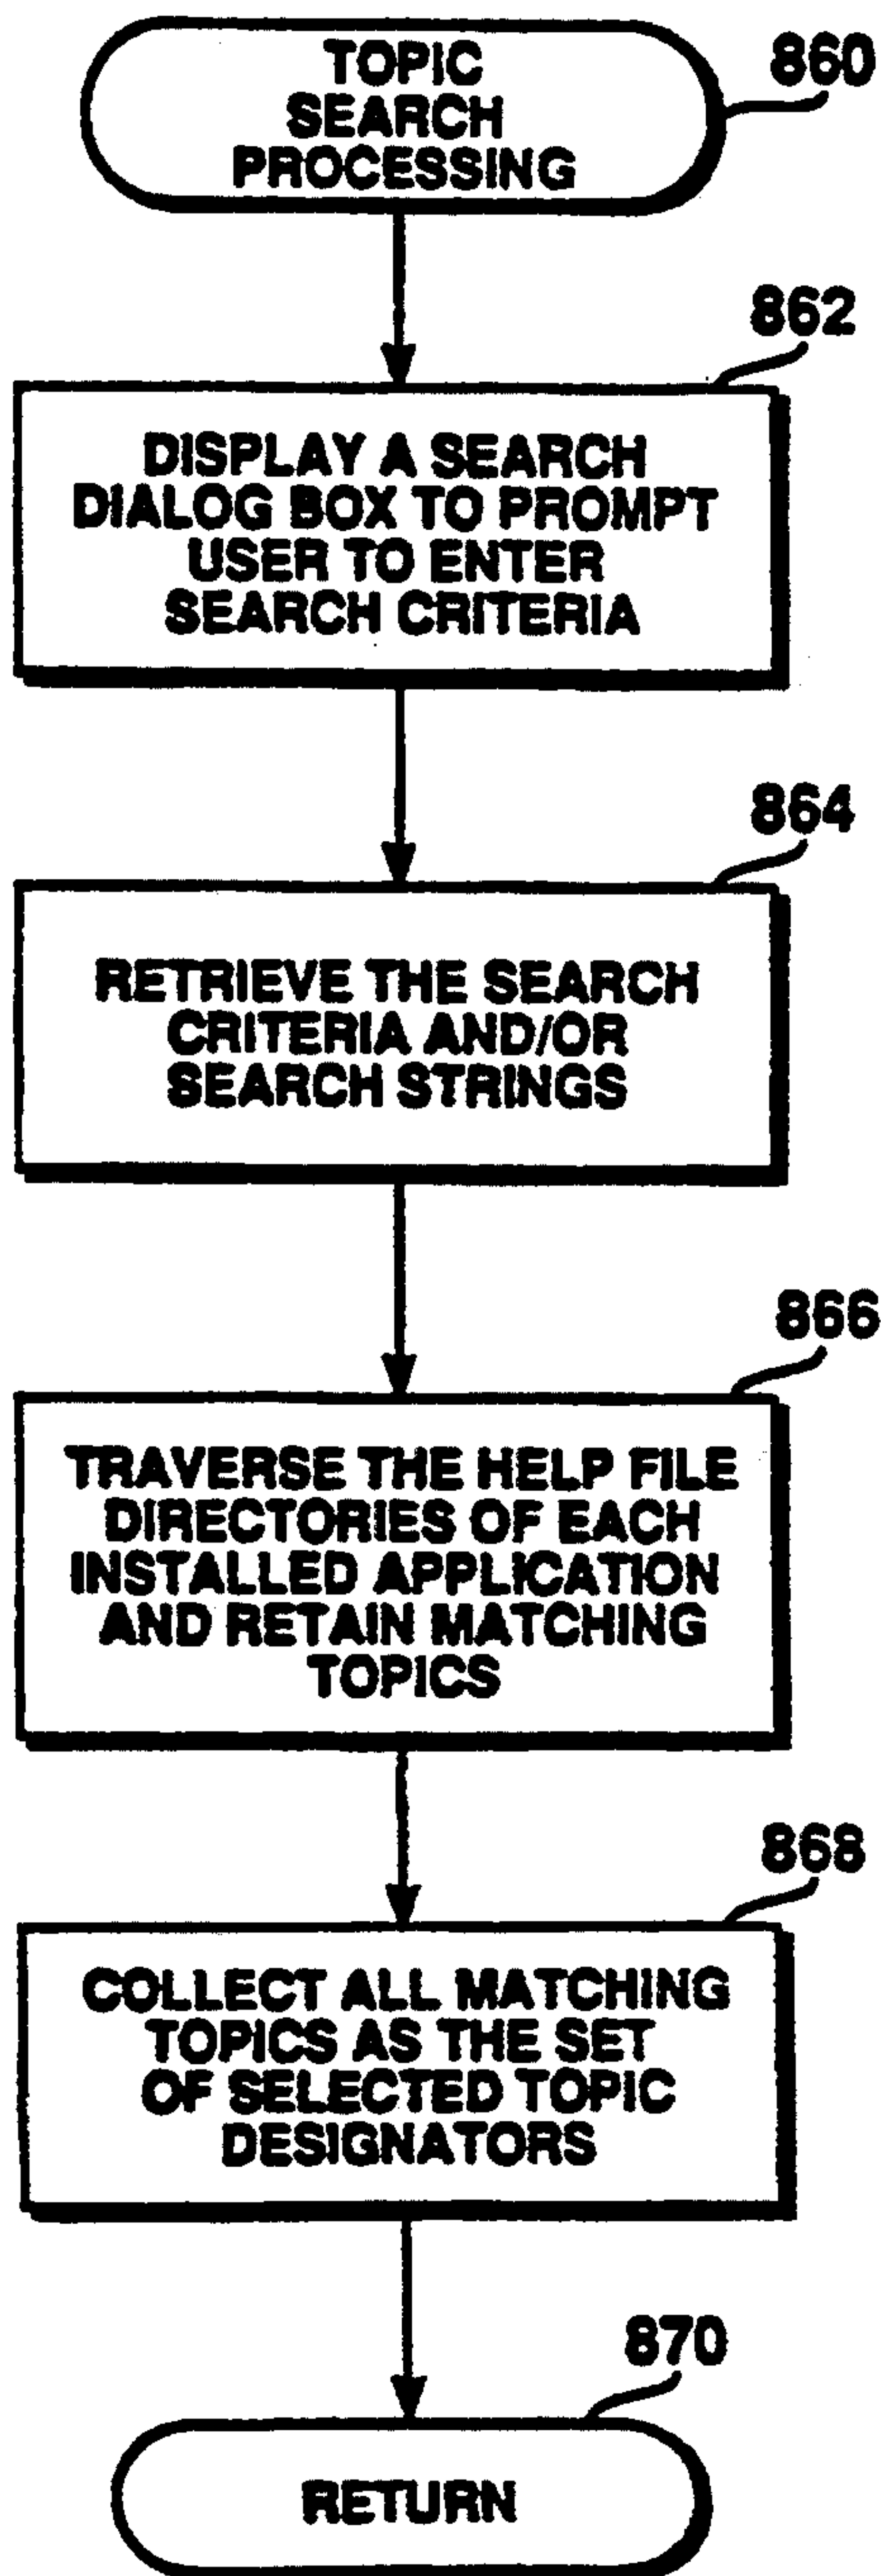 TOPIC
SEARCH
PROCESSING
860
862
DISPLAY A SEARCH
DIALOG BOX TO PROMPT
USER TO ENTER
SEARCH CRITERIA
864
RETRIEVE THE SEARCH
CRITERIA AND/OR
SEARCH STRINGS
866
TRAVERSE THE HELP FILE
DIRECTORIES OF EACH
INSTALLED APPLICATION
AND RETAIN MATCHING
TOPICS
868
COLLECT ALL MATCHING
TOPICS AS THE SET
OF SELECTED TOPIC
DESIGNATORS
870
RETURN